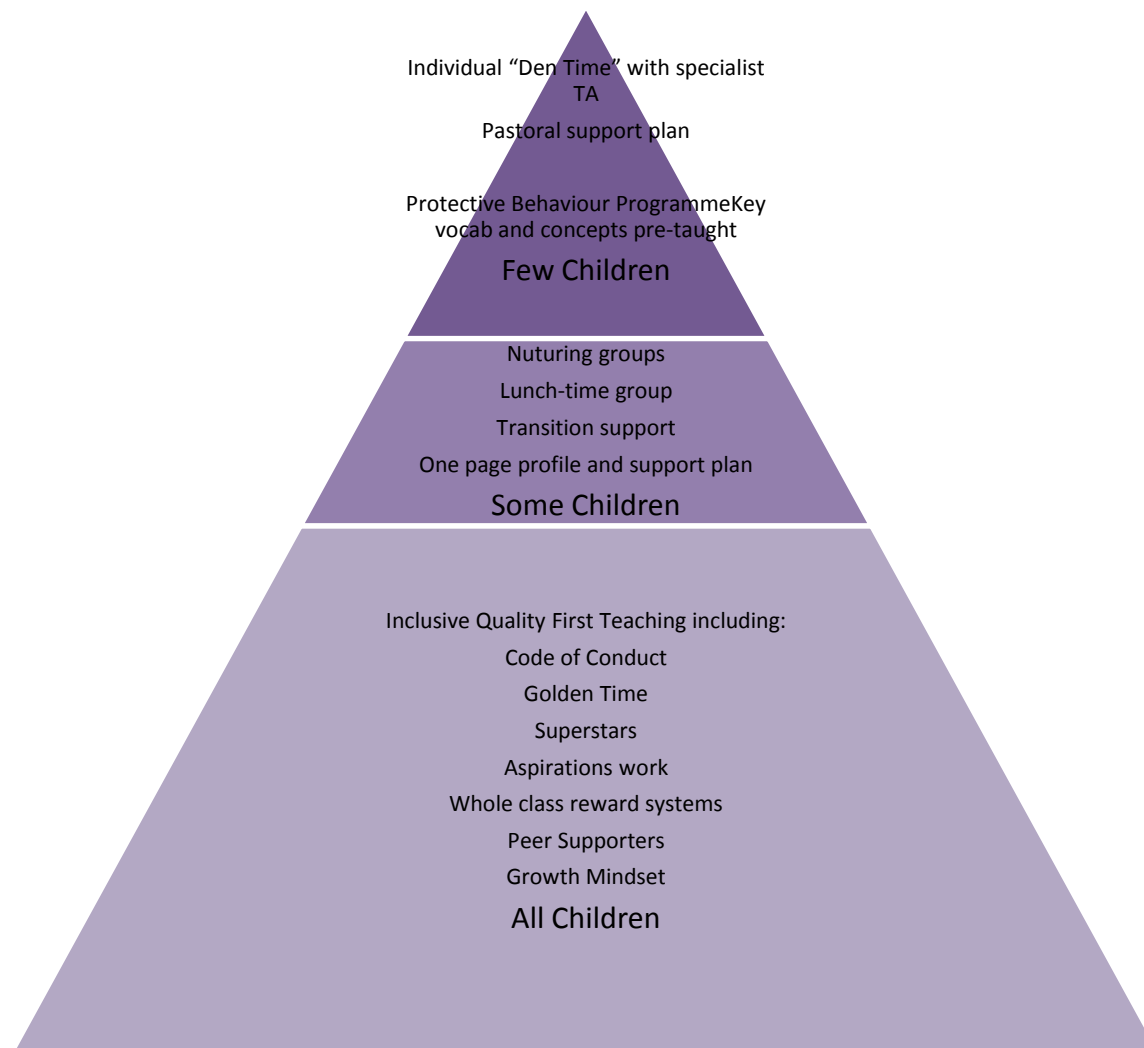 Individual “Den Time” with specialist
TA
Pastoral support plan
Protective Behaviour ProgrammeKey
vocab and concepts pre-taught
Few Children
Nuturing groups
Lunch-time group
Transition support
One page profile and support plan
Some Children
Inclusive Quality First Teaching including:
Code of Conduct
Golden Time
Superstars
Aspirations work
Whole class reward systems
Peer Supporters
Growth Mindset
All Children